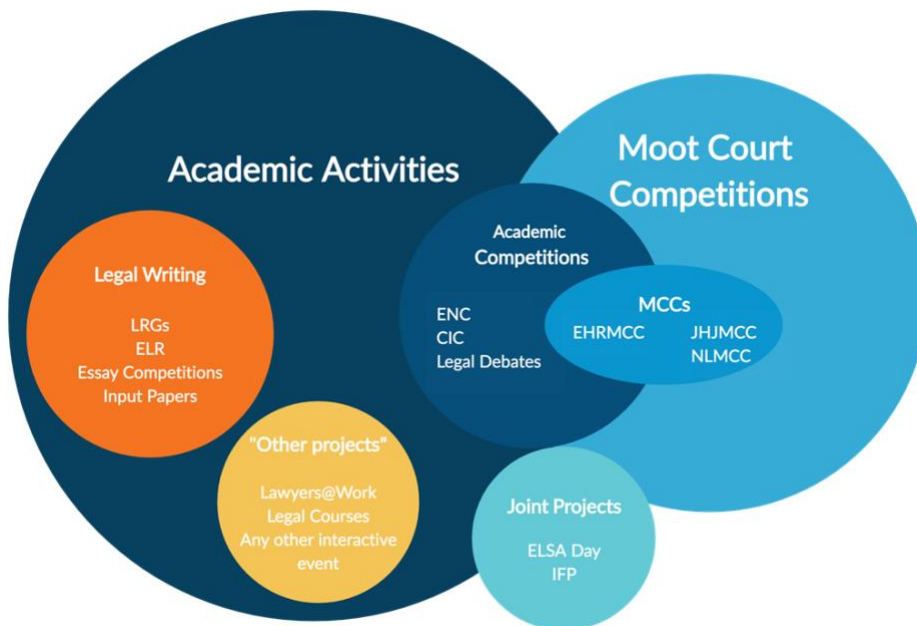 Academic Activities
Moot Court
Competitions
Academic
Competitions
ENC
CIC
Legal Debates
MCCs
EHRMCC
JHJMCC
NLMCC
Legal Writing
LRGs
ELR
Essay Competitions
Input Papers
"Other projects"
Lawyers@Work
Legal Courses
Any other interactive
event
Joint Projects
ELSA Day
IFP